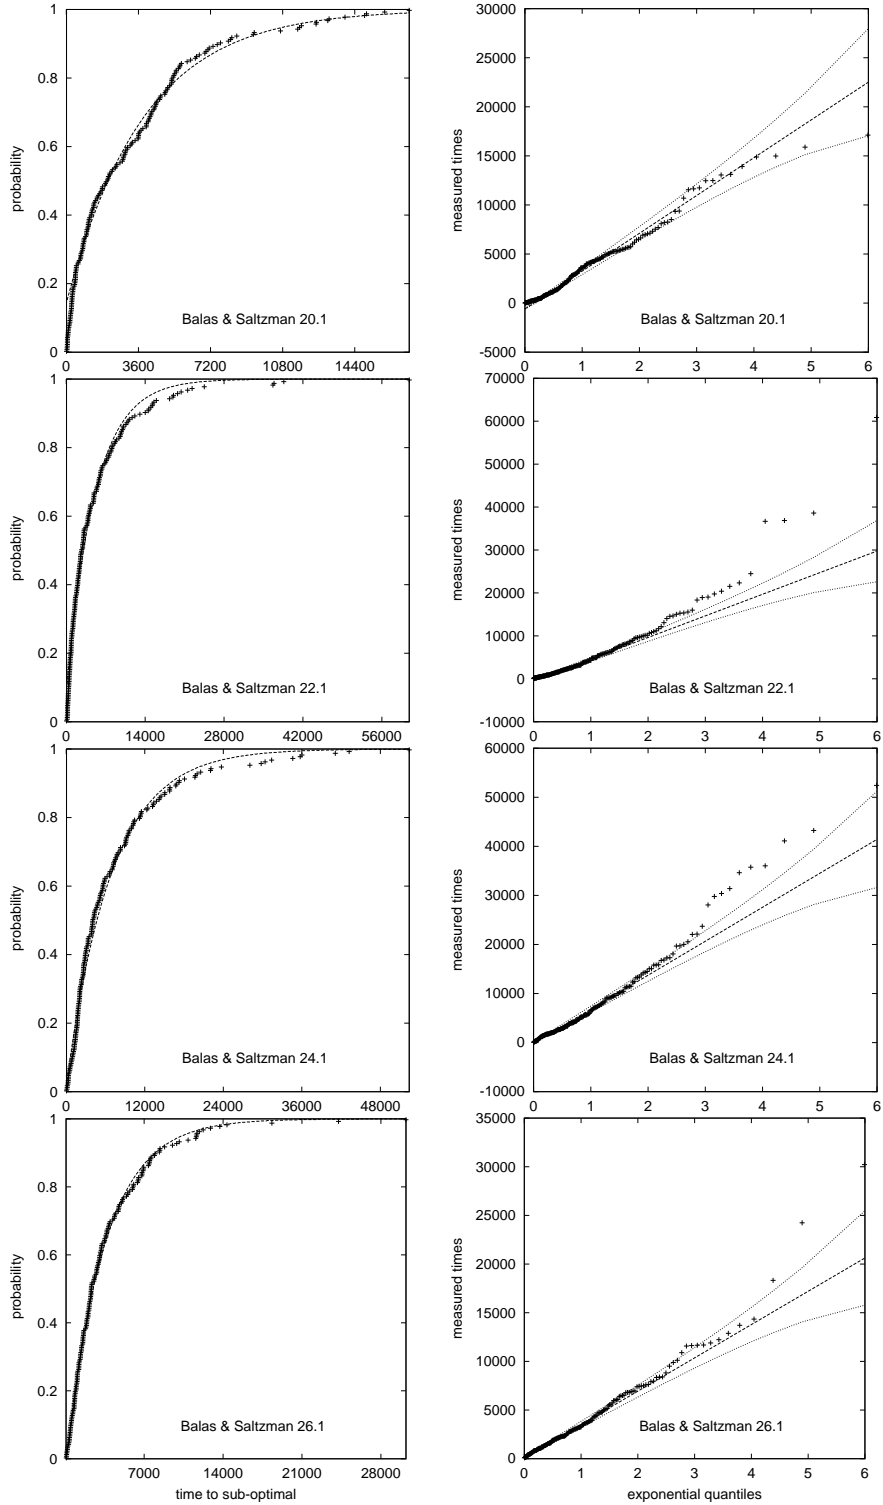 1
0.8
0.6
0.4
0.2
0
probability
0 3600 7200 10800 14400
Balas & Saltzman 20.1
30000
25000
20000
15000
10000
5000
0
-5000
measured times
0 1 2 3 4 5 6
Balas & Saltzman 20.1
1
0.8
0.6
0.4
0.2
0
probability
0 14000 28000 42000 56000
Balas & Saltzman 22.1
70000
60000
50000
40000
30000
20000
10000
0
-10000
measured times
0 1 2 3 4 5 6
Balas & Saltzman 22.1
1
0.8
0.6
0.4
0.2
0
probability
0 12000 24000 36000 48000
Balas & Saltzman 24.1
60000
50000
40000
30000
20000
10000
0
-10000
measured times
0 1 2 3 4 5 6
Balas & Saltzman 24.1
1
0.8
0.6
0.4
0.2
0
probability
7000 14000 21000 28000
time to sub-optimal
Balas & Saltzman 26.1
35000
30000
25000
20000
15000
10000
5000
0
measured times
0 1 2 3 4 5 6
exponential quantiles
Balas & Saltzman 26.1